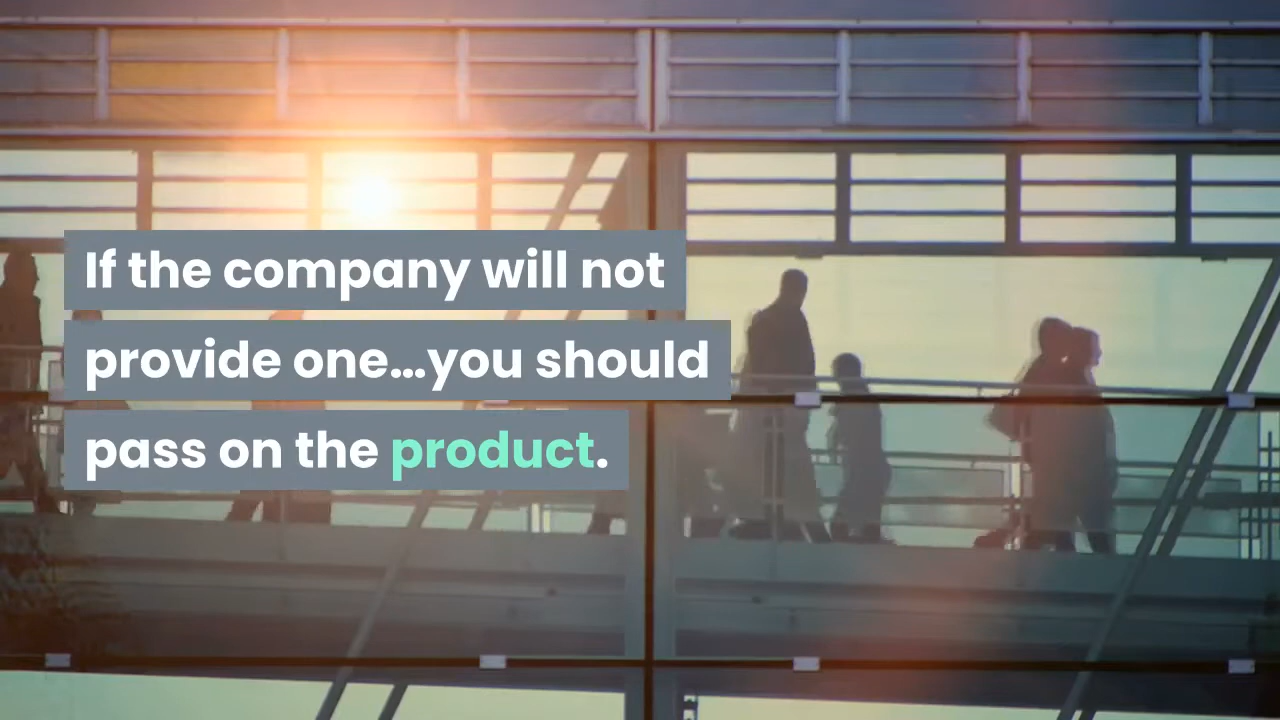 If the company will not
provide one...you should
pass on the product.